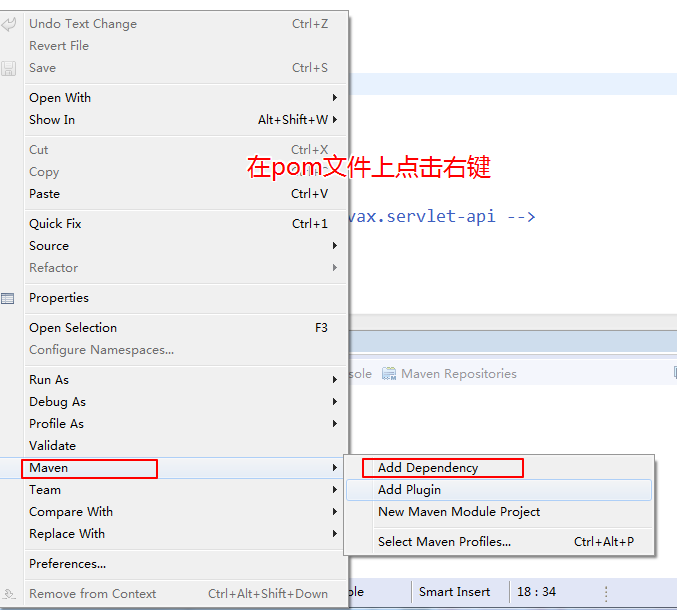 Undo Text Change Ctrl+Z
Revert File
Save Ctrl+S
Open With
Show In Alt+Shift+W
Cut Ctrl+X
Copy
在pom文件上点击右键
Paste Ctrl+V
vax.servlet-api -->
Quick Fix Ctrl+1
Source
Refactor
Properties
Open Selection F3
Configure Namespaces...
sole Maven Repositories
Run As
Debug As
Profile As
Validate
Maven
Add Dependency
Team
Add Plugin
Compare With
New Maven Module Project
Replace With
Select Maven Profiles... Ctrl+Alt+P
Preferences...
Remove from Context Ctrl+Alt+Shift+Down
ble Smart Insert 18 : 34